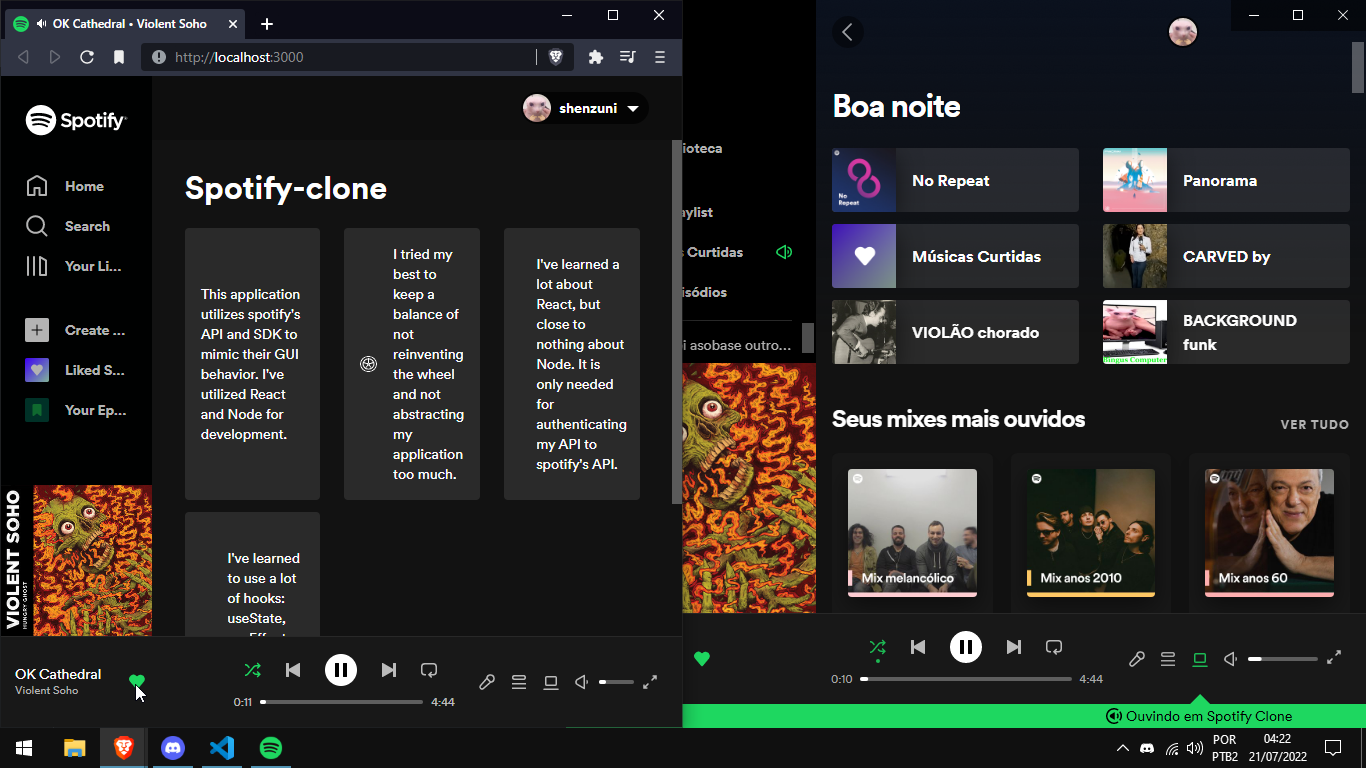 OK Cathedral • Violent Soho
http://localhost:3000
Spotify
shenzuni
Home
Search
Your Li...
Create ...
Liked S...
Your Ep...
Spotify-clone
This application
utilizes spotify's
API and SDK to
mimic their GUI
behavior. I've
utilized React
and Node for
development.
I tried my
best to
keep a
balance of
not
reinventing
the wheel
and not
abstracting
my
application
too much.
I've learned a
lot about
React, but
close to
nothing about
Node. It is
only needed
for
authenticating
my API to
spotify's API.
I've learned
to use a lot
of hooks:
useState,
VIOLENT SOHO
HUNGRY GHOST
OK Cathedral
Violent Soho
0:11
4:44
ioteca
aylist
s Curtidas
isódios
i asobase outro...
Boa noite
No
Repeat
No Repeat
Panorama
Músicas Curtidas
CARVED by
VIOLÃO chorado
BACKGROUND
funk
Seus mixes mais ouvidos
VER TUDO
Mix melancólico
Mix anos 2010
Mix anos 60
0:10
4:44
Ouvindo em Spotify Clone
POR
PTB2
04:22
21/07/2022